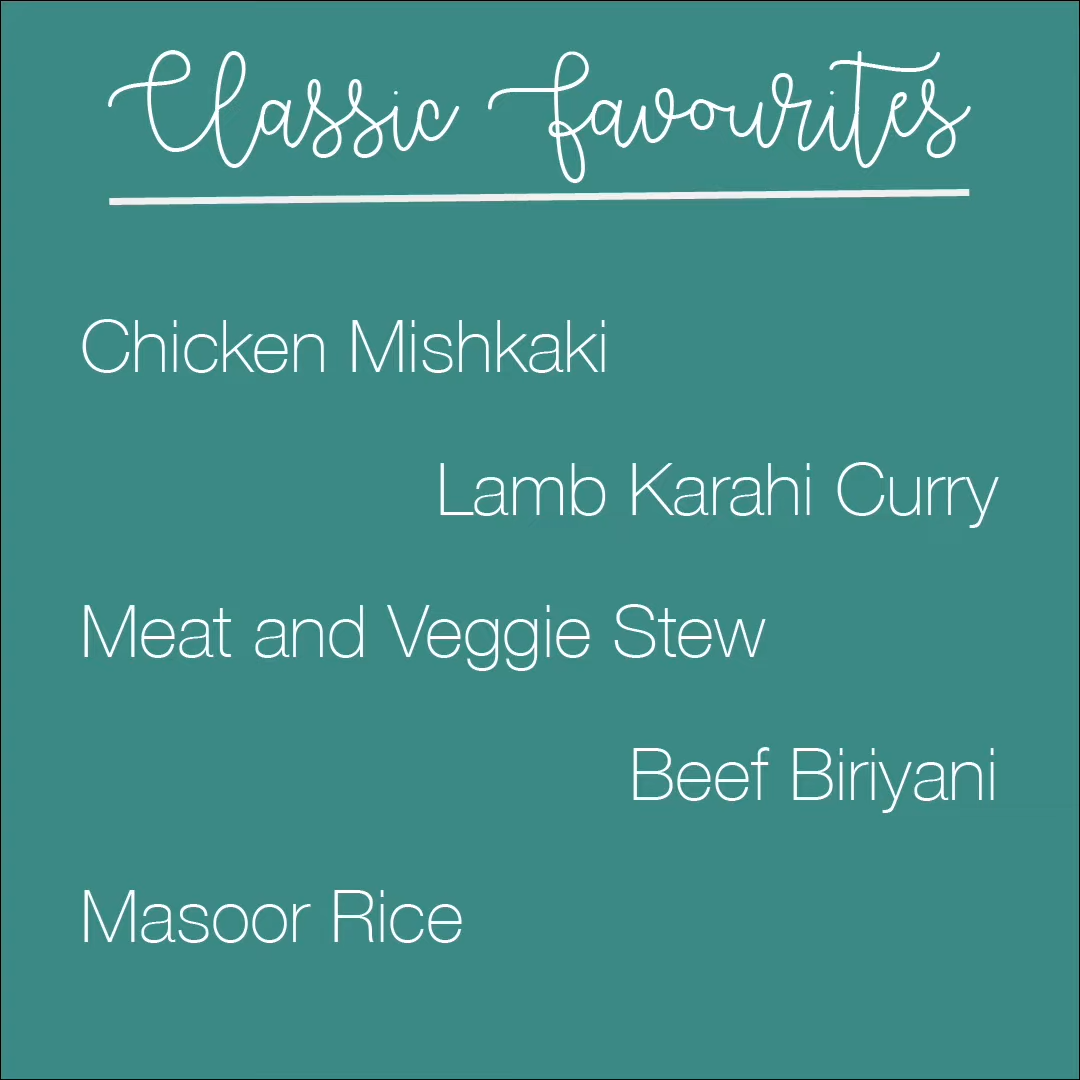 Classic Favourites
Chicken Mishkaki
Lamb Karahi Curry
Meat and Veggie Stew
Beef Biriyani
Masoor Rice